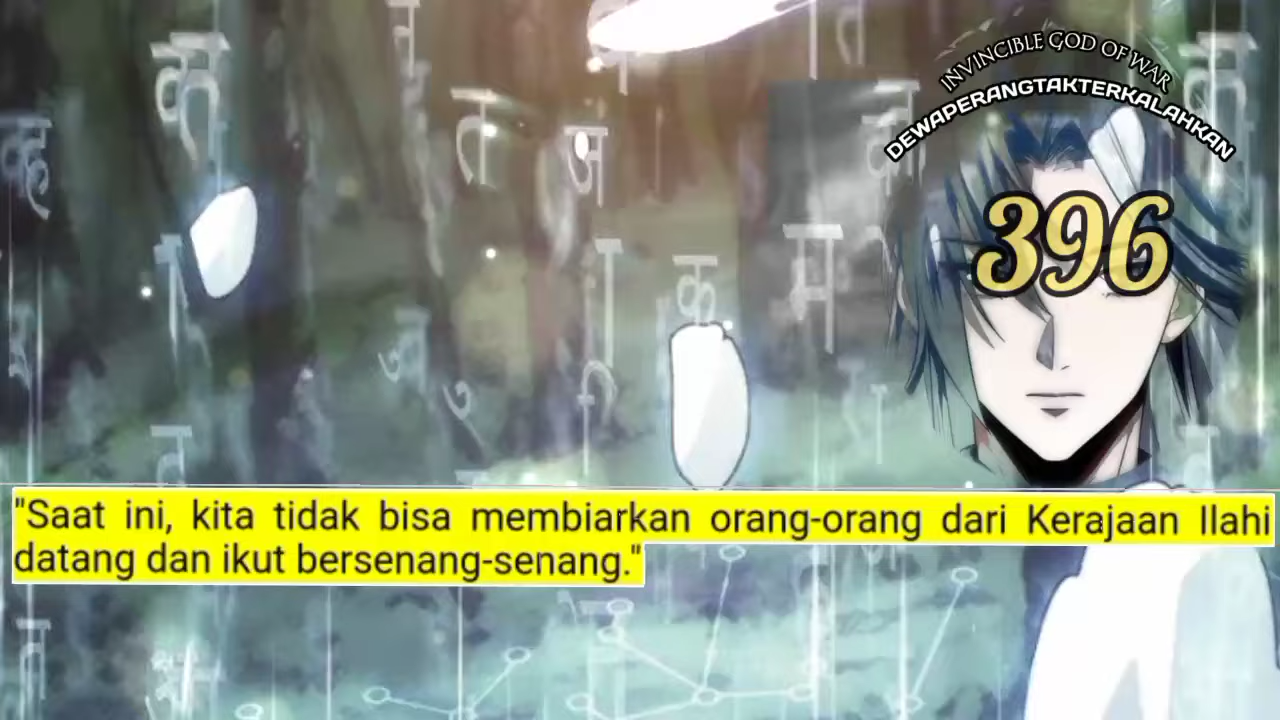 INVINCIBLE GOD OF WAR
DEWAPERANGTAKTERKALAHKAN
396
"Saat ini, kita tidak bisa membiarkan orang-orang dari Kerajaan Ilahi
datang dan ikut bersenang-senang."